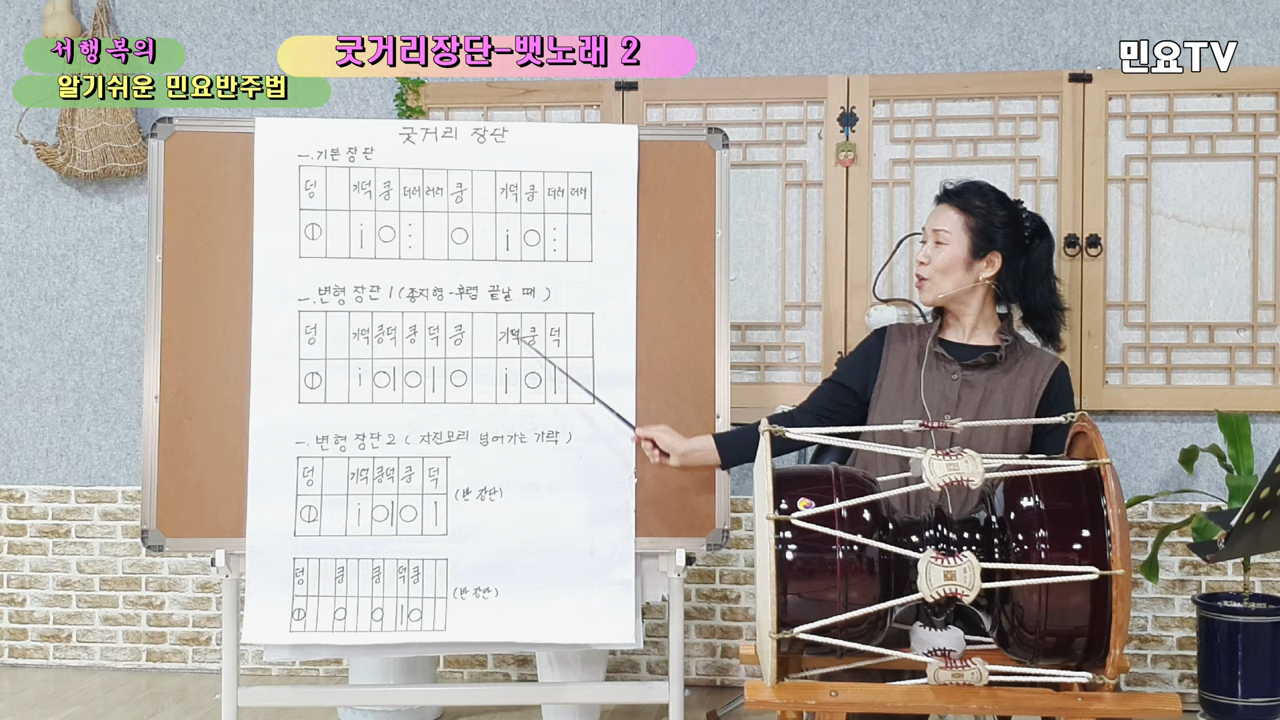 서행복의
알기쉬운 민요반주법
굿거리장단-뱃노래 2
민요TV
굿거리 장단
一. 기본 장단
덩 기덕 쿵 더러 러러 쿵 기덕 쿵 더러 러러
一. 변형 장단 1 (종지형-후렴 끝날 때)
덩 기덕 쿵덕 쿵 덕 쿵 기덕 쿵 덕
一. 변형 장단 2 (자진모리 넘어가는 가락)
덩 기덕 쿵덕 쿵 덕
(반 장단)
덩 쿵 쿵 덕쿵
(반 장단)